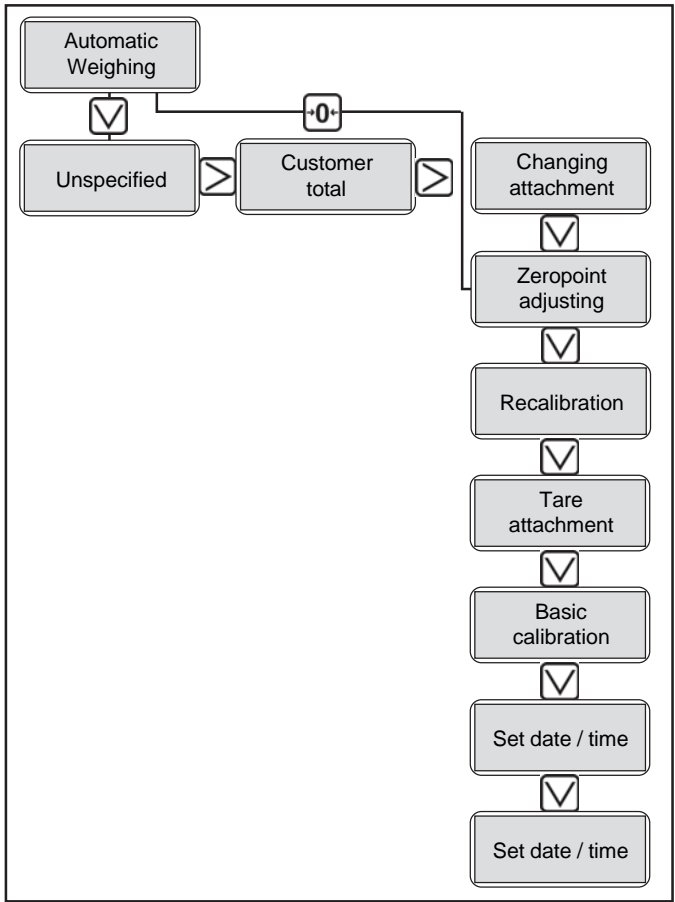 Automatic
Weighing
→0←
Unspecified
Customer
total
Changing
attachment
Zeropoint
adjusting
Recalibration
Tare
attachment
Basic
calibration
Set date / time
Set date / time